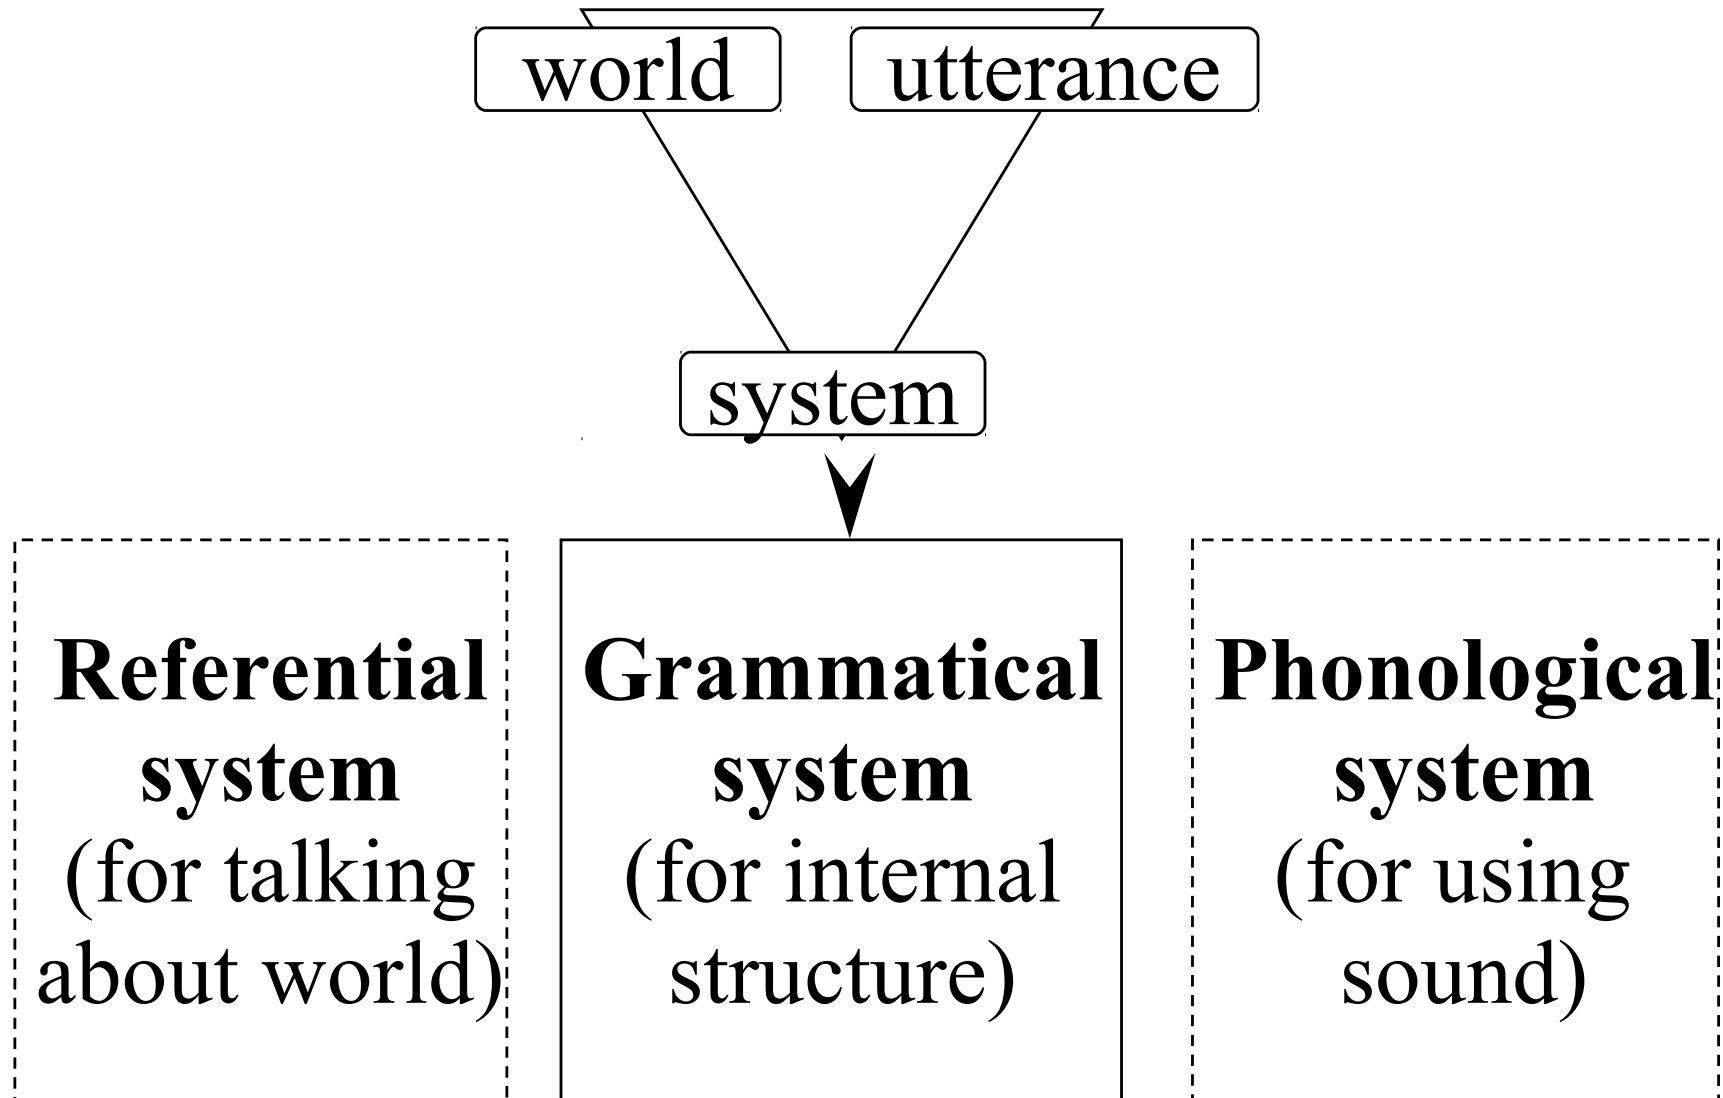 world
utterance
system
Referential
system
(for talking
about world)
Grammatical
system
(for internal
structure)
Phonological
system
(for using
sound)